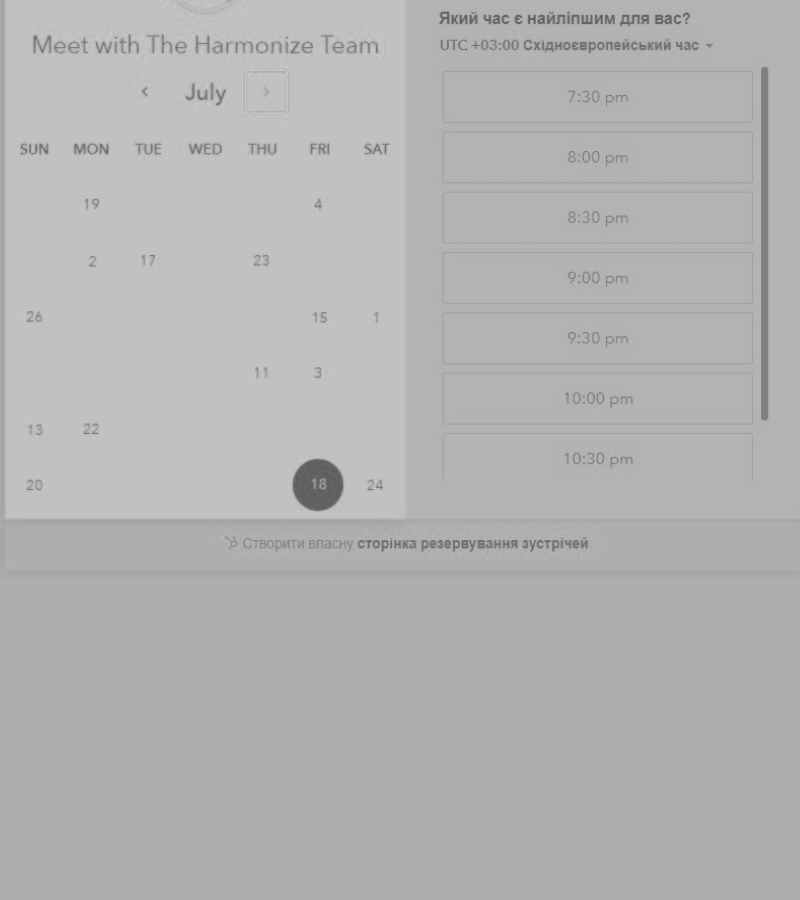 Meet with The Harmonize Team
July
SUN MON TUE WED THU FRI SAT
19 4
2 17 23
26 15 1
11 3
13 22
20 18 24
Який час є найліпшим для вас?
UTC +03:00 Східноєвропейський час
7:30 pm
8:00 pm
8:30 pm
9:00 pm
9:30 pm
10:00 pm
10:30 pm
Створити власну сторінка резервування зустрічей